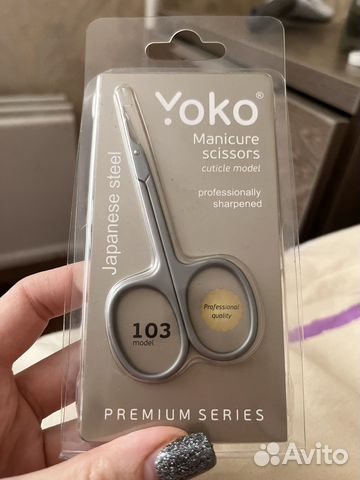 Yoko®
Manicure
scissors
cuticle model
professionally
sharpened
Japanese steel
Professional
quality
103
model
PREMIUM SERIES
Avito